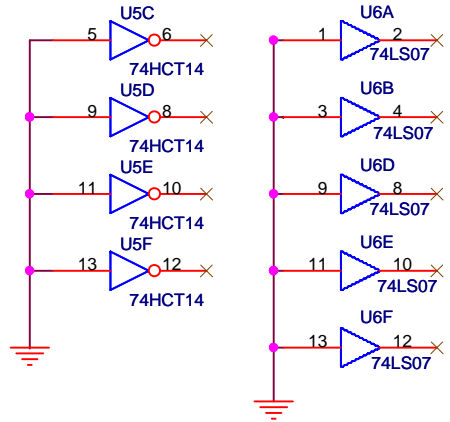 U5C
5 6
74HCT14
U5D
9 8
74HCT14
U5E
11 10
74HCT14
U5F
13 12
74HCT14
U6A
1 2
74LS07
U6B
3 4
74LS07
U6D
9 8
74LS07
U6E
11 10
74LS07
U6F
13 12
74LS07